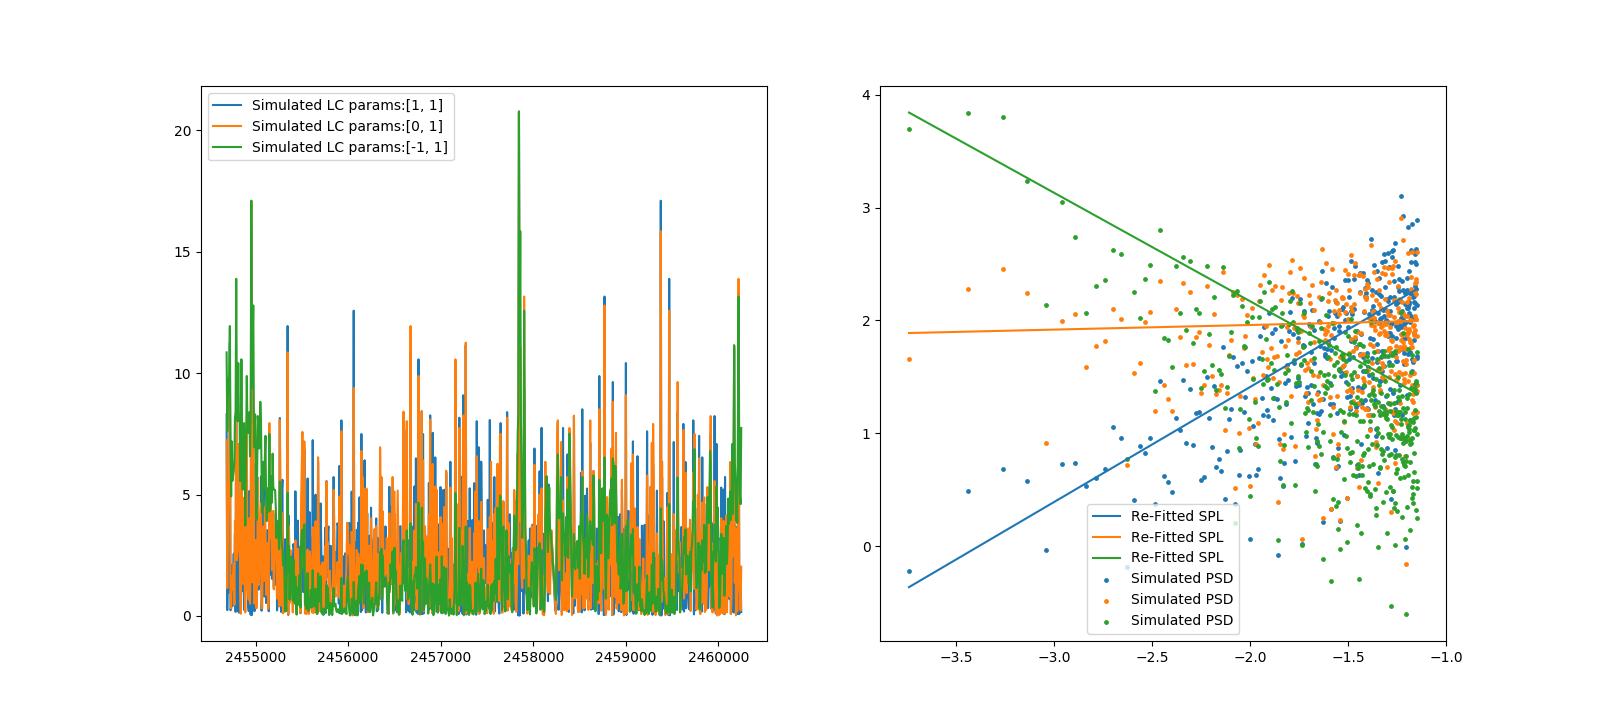 Simulated LC params:[1, 1]
Simulated LC params:[0, 1]
Simulated LC params:[-1, 1]
20
15
10
5
0
2455000 2456000 2457000 2458000 2459000 2460000
4
3
2
1
0
Re-Fitted SPL
Re-Fitted SPL
Re-Fitted SPL
Simulated PSD
Simulated PSD
Simulated PSD
−3.5 −3.0 −2.5 −2.0 −1.5 −1.0